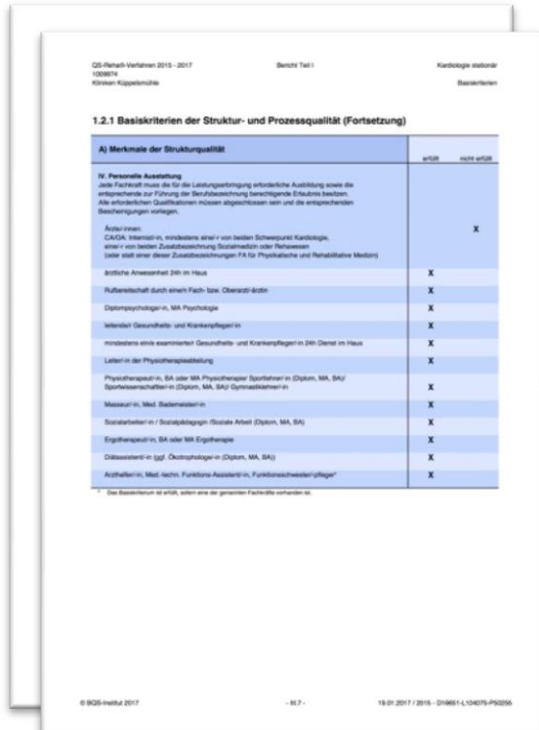 QS-Reha®-Verfahren 2015 - 2017
Bericht Teil I
Kardiologie stationär
1009974
Kliniken Küppelsmühle
Basiskriterien
1.2.1 Basiskriterien der Struktur- und Prozessqualität (Fortsetzung)
A) Merkmale der Strukturqualität
erfüllt nicht erfüllt
IV. Personelle Ausstattung
Jede Fachkraft muss die für die Leistungserbringung erforderliche Ausbildung sowie die
entsprechende zur Führung der Berufsbezeichnung berechtigende Erlaubnis besitzen.
Alle erforderlichen Qualifikationen müssen abgeschlossen sein und die entsprechenden
Bescheinigungen vorliegen.
Ärzte/-innen: X
CA/OA: Internist/-in, mindestens eine/-r von beiden Schwerpunkt Kardiologie,
eine/-r von beiden Zusatzbezeichnung Sozialmedizin oder Rehawesen
(oder statt einer dieser Zusatzbezeichnungen FA für Physikalische und Rehabilitative Medizin)
ärztliche Anwesenheit 24h im Haus X
Rufbereitschaft durch eine/n Fach- bzw. Oberarzt/-ärztin X
Diplompsychologe/-in, MA Psychologie X
leitende/r Gesundheits- und Krankenpfleger/-in X
mindestens ein/e examinierte/r Gesundheits- und Krankenpfleger/-in 24h Dienst im Haus X
Leiter/-in der Physiotherapieabteilung X
Physiotherapeut/-in, BA oder MA Physiotherapie/ Sportlehrer/-in (Diplom, MA, BA)/
Sportwissenschaftler/-in (Diplom, MA, BA)/ Gymnastiklehrer/-in X
Masseur/-in, Med. Bademeister/-in X
Sozialarbeiter/-in / Sozialpädagog/-in /Soziale Arbeit (Diplom, MA, BA) X
Ergotherapeut/-in, BA oder MA Ergotherapie X
Diätassistent/-in (ggf. Ökotrophologe/-in (Diplom, MA, BA)) X
Arzthelfer/-in, Med.-techn. Funktions-Assistent/-in, Funktionsschwester/-pfleger* X
* Das Basiskriterium ist erfüllt, sofern eine der genannten Fachkräfte vorhanden ist.
© BQS-Institut 2017
- III.7 -